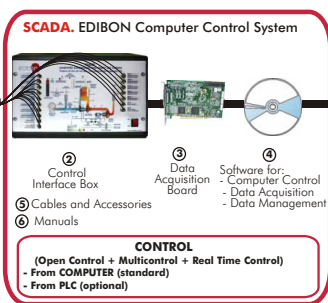 SCADA. EDIBON Computer Control System
②
Control
Interface Box
③
Data
Acquisition
Board
④
Software for:
- Computer Control
- Data Acquisition
- Data Management
⑤ Cables and Accessories
⑥ Manuals
CONTROL
(Open Control + Multicontrol + Real Time Control)
- From COMPUTER (standard)
- From PLC (optional)